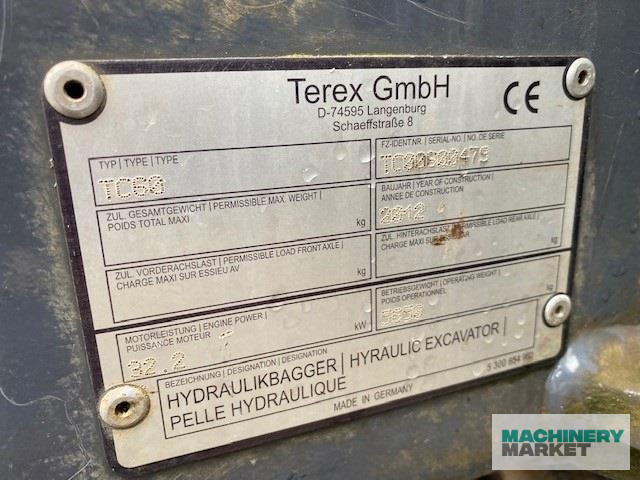 Terex GmbH
D-74595 Langenburg
Schaeffstraße 8
CE
TYP | TYPE | TYPE
TC60
FZ-IDENT.NR. | SERIAL-NO. | NO. DE SERIE
ZUL. GESAMTGEWICHT | PERMISSIBLE MAX. WEIGHT |
POIDS TOTAL MAXI
kg
BAUJAHR | YEAR OF CONSTRUCTION |
ANNEE DE CONSTRUCTION
2012
ZUL. VORDERACHSLAST | PERMISSIBLE LOAD FRONT AXLE |
CHARGE MAXI SUR ESSIEU AV
kg
ZUL. HINTERACHSLAST | PERMISSIBLE LOAD REAR AXLE |
CHARGE MAXI SUR
kg
MOTORLEISTUNG | ENGINE POWER |
PUISSANCE MOTEUR
kW
32.2
BETRIEBSGEWICHT | OPERATING WEIGHT |
POIDS OPERATIONNEL
kg
BEZEICHNUNG | DESIGNATION | DESIGNATION
HYDRAULIKBAGGER | HYRAULIC EXCAVATOR |
PELLE HYDRAULIQUE
MADE IN GERMANY
MACHINERY
MARKET